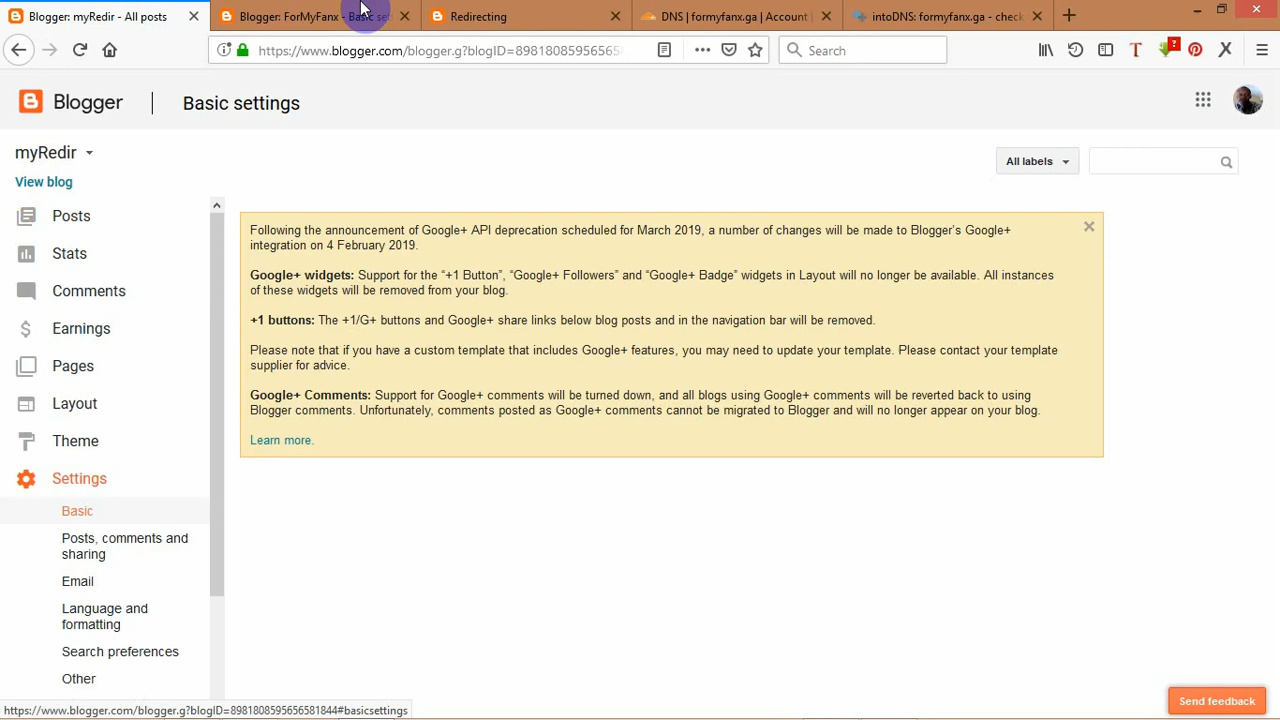 Blogger: myRedir - All posts
Blogger: ForMyFanx - Basic se
Redirecting
DNS | formyfanx.ga | Account
intoDNS: formyfanx.ga - check
https://www.blogger.com/blogger.g?blogID=8981808595656
Search
Blogger
Basic settings
myRedir
All labels
View blog
Posts
Stats
Comments
Earnings
Pages
Layout
Theme
Settings
Basic
Posts, comments and
sharing
Email
Language and
formatting
Search preferences
Other
Following the announcement of Google+ API deprecation scheduled for March 2019, a number of changes will be made to Blogger's Google+
integration on 4 February 2019.
Google+ widgets: Support for the “+1 Button”, “Google+ Followers” and “Google+ Badge” widgets in Layout will no longer be available. All instances
of these widgets will be removed from your blog.
+1 buttons: The +1/G+ buttons and Google+ share links below blog posts and in the navigation bar will be removed.
Please note that if you have a custom template that includes Google+ features, you may need to update your template. Please contact your template
supplier for advice.
Google+ Comments: Support for Google+ comments will be turned down, and all blogs using Google+ comments will be reverted back to using
Blogger comments. Unfortunately, comments posted as Google+ comments cannot be migrated to Blogger and will no longer appear on your blog.
Learn more.
Send feedback
https://www.blogger.com/blogger.g?blogID=8981808595656581844#basicsettings